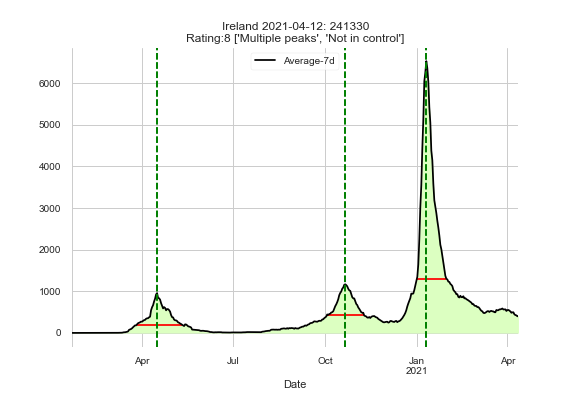 Ireland 2021-04-12: 241330
Rating:8 ['Multiple peaks', 'Not in control']
Average-7d
6000
5000
4000
3000
2000
1000
0
Apr Jul Oct Jan Apr
2021
Date